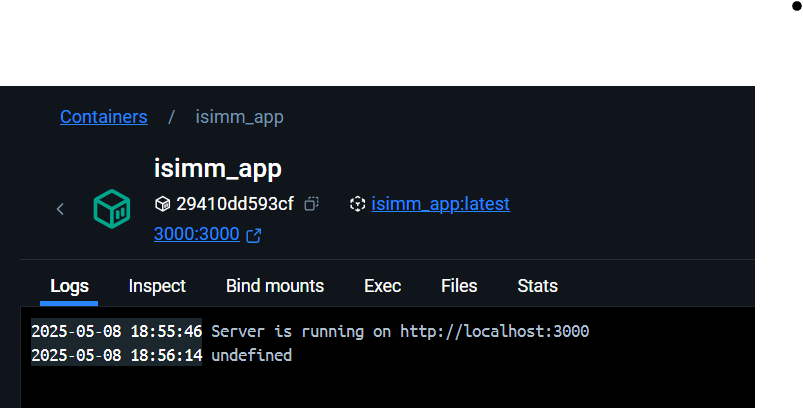 Containers / isimm_app
isimm_app
29410dd593cf isimm_app:latest
3000:3000
Logs Inspect Bind mounts Exec Files Stats
2025-05-08 18:55:46 Server is running on http://localhost:3000
2025-05-08 18:56:14 undefined